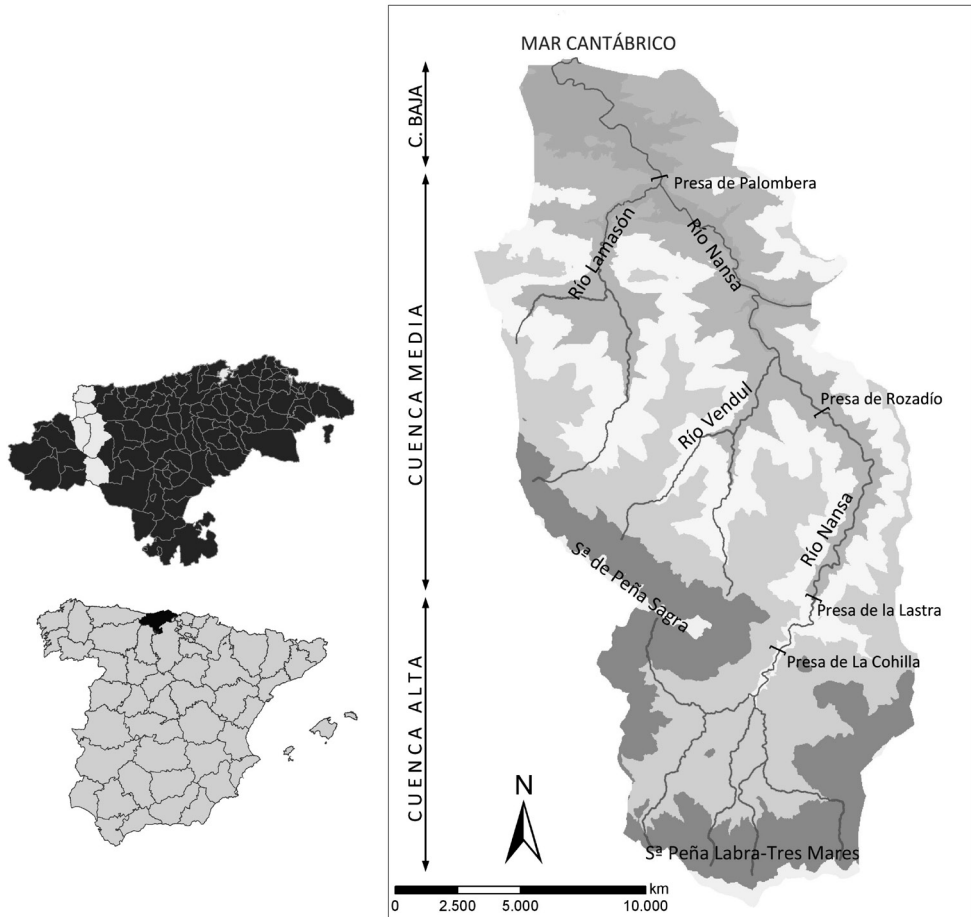 MAR CANTÁBRICO
C. BAJA
Presa de Palombera
Río Lamasón
Río Nansa
CUENCA MEDIA
Presa de Rozadío
Río Vendul
Río Nansa
Sª de Peña Sagra
Presa de la Lastra
Presa de La Cohilla
CUENCA ALTA
N
Sª Peña Labra-Tres Mares
km
0 2.500 5.000 10.000